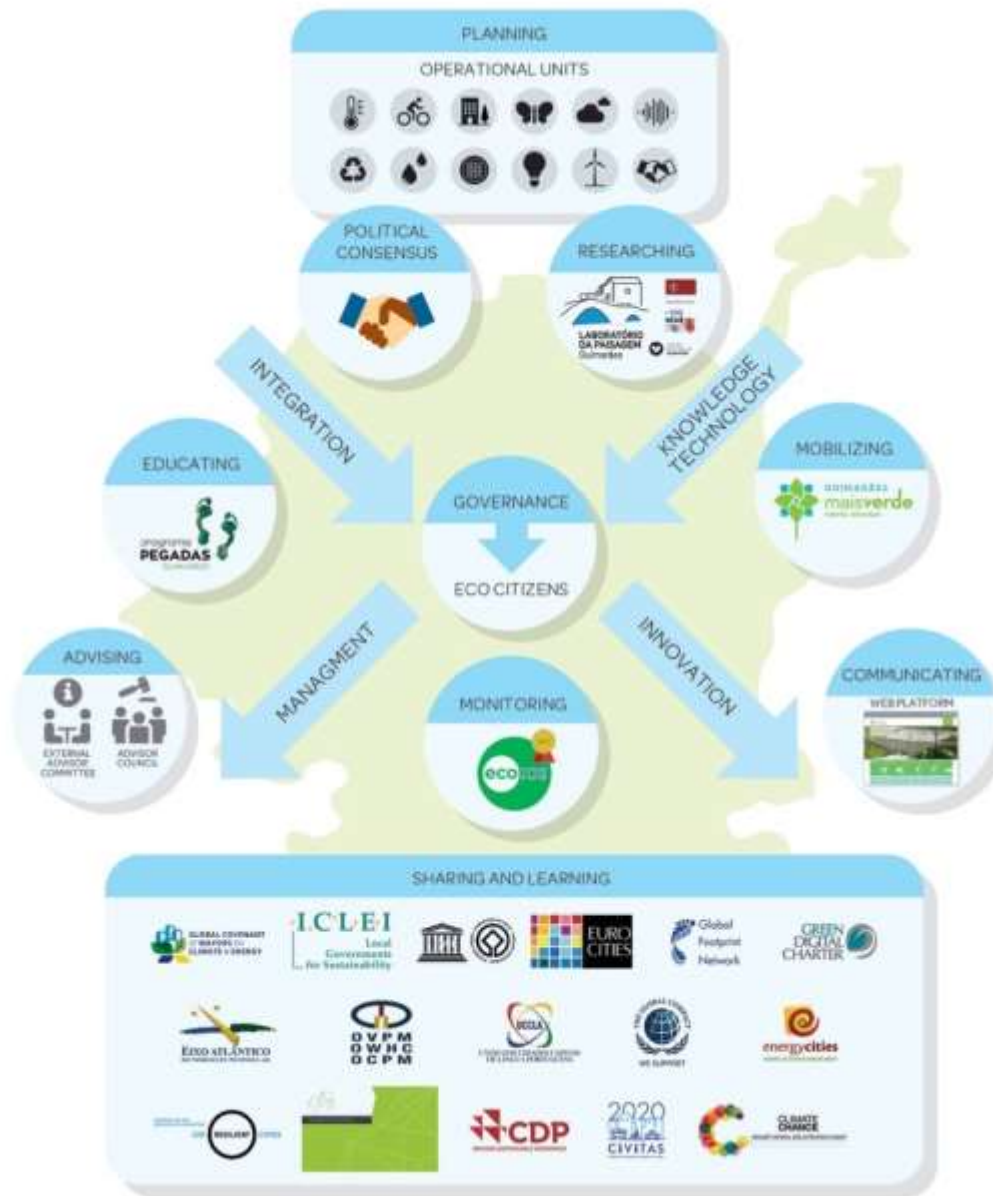 PLANNING
OPERATIONAL UNITS
POLITICAL
CONSENSUS
RESEARCHING
LABORATÓRIO
DA PAISAGEM
Guimarães
INTEGRATION
KNOWLEDGE
TECHNOLOGY
EDUCATING
programa
PEGADAS
MOBILIZING
GUIMARÃES
maisverde
GOVERNANCE
ECO CITIZENS
MANAGMENT
INNOVATION
ADVISING
EXTERNAL
ADVISOR
COMMITTEE
ADVISOR
COUNCIL
MONITORING
eco
COMMUNICATING
WEB PLATFORM
SHARING AND LEARNING
GLOBAL COVENANT
of MAYORS for
CLIMATE & ENERGY
I.C.L.E.I
Local
Governments
for Sustainability
EURO
CITIES
Global
Footprint
Network
GREEN
DIGITAL
CHARTER
EIXO ATLÁNTICO
OVPM
OWHC
OCPM
UCCLA
THE GLOBAL COMPACT
WE SUPPORT
energycities
RESILIENT
CDP
2020
CIVITAS
CLIMATE
CHANCE